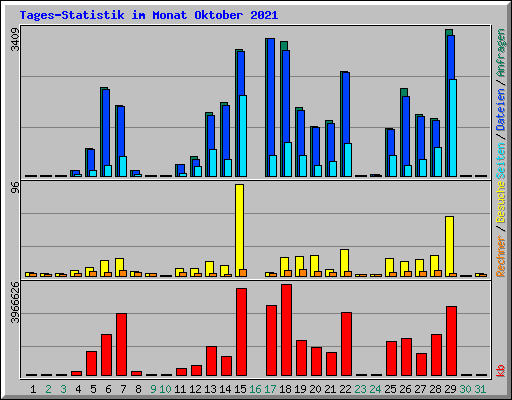 Tages-Statistik im Monat Oktober 2021
3409
96
3966626
Anfragen / Dateien / Seiten
Besuche / Rechner
kb
1 2 3 4 5 6 7 8 9 10 11 12 13 14 15 16 17 18 19 20 21 22 23 24 25 26 27 28 29 30 31